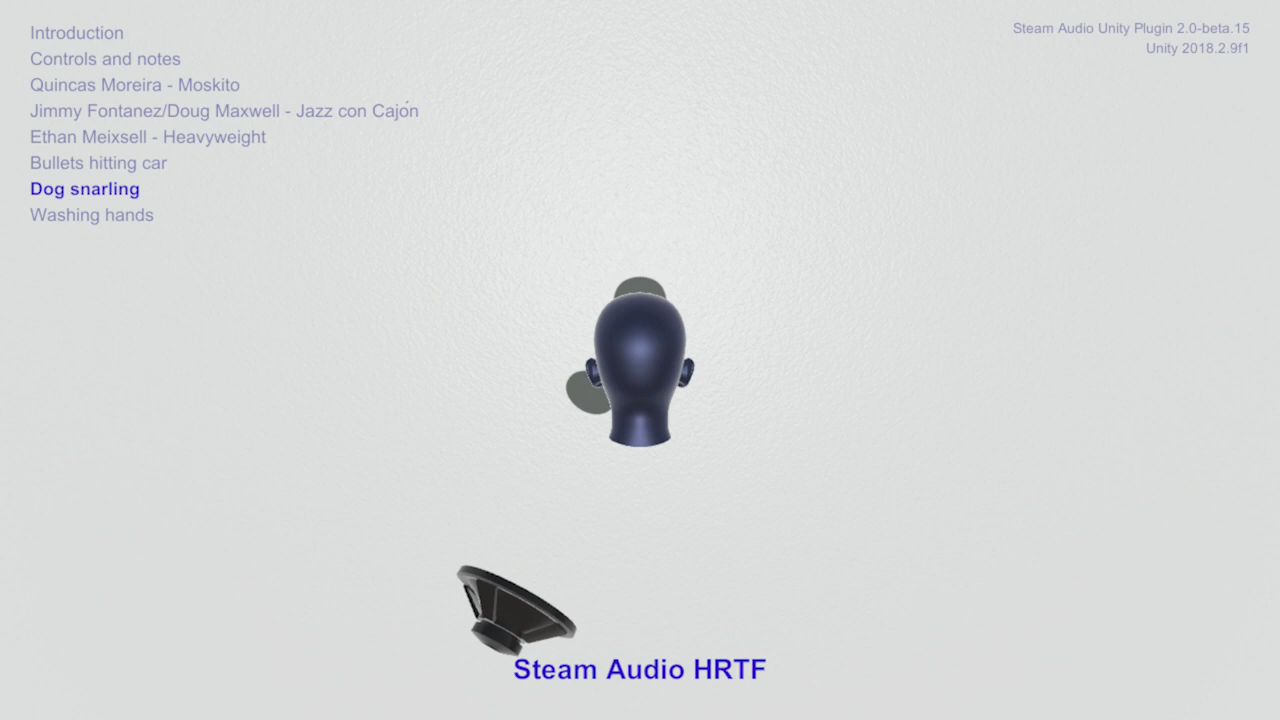 Introduction
Controls and notes
Quincas Moreira - Moskito
Jimmy Fontanez/Doug Maxwell - Jazz con Cajón
Ethan Meixsell - Heavyweight
Bullets hitting car
Dog snarling
Washing hands
Steam Audio Unity Plugin 2.0-beta.15
Unity 2018.2.9f1
Steam Audio HRTF